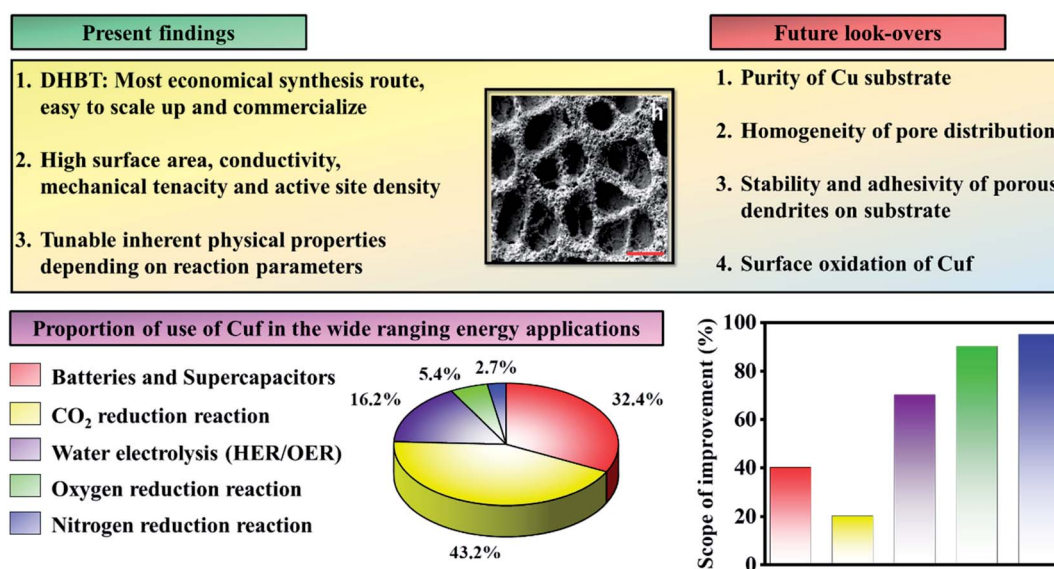 Present findings
Future look-overs
1. DHBT: Most economical synthesis route,
easy to scale up and commercialize
2. High surface area, conductivity,
mechanical tenacity and active site density
3. Tunable inherent physical properties
depending on reaction parameters
h
1. Purity of Cu substrate
2. Homogeneity of pore distribution
3. Stability and adhesivity of porous
dendrites on substrate
4. Surface oxidation of Cuf
Proportion of use of Cuf in the wide ranging energy applications
Batteries and Supercapacitors
CO₂ reduction reaction
Water electrolysis (HER/OER)
Oxygen reduction reaction
Nitrogen reduction reaction
2.7%
5.4%
16.2%
32.4%
43.2%
Scope of improvement (%)
100
80
60
40
20
0